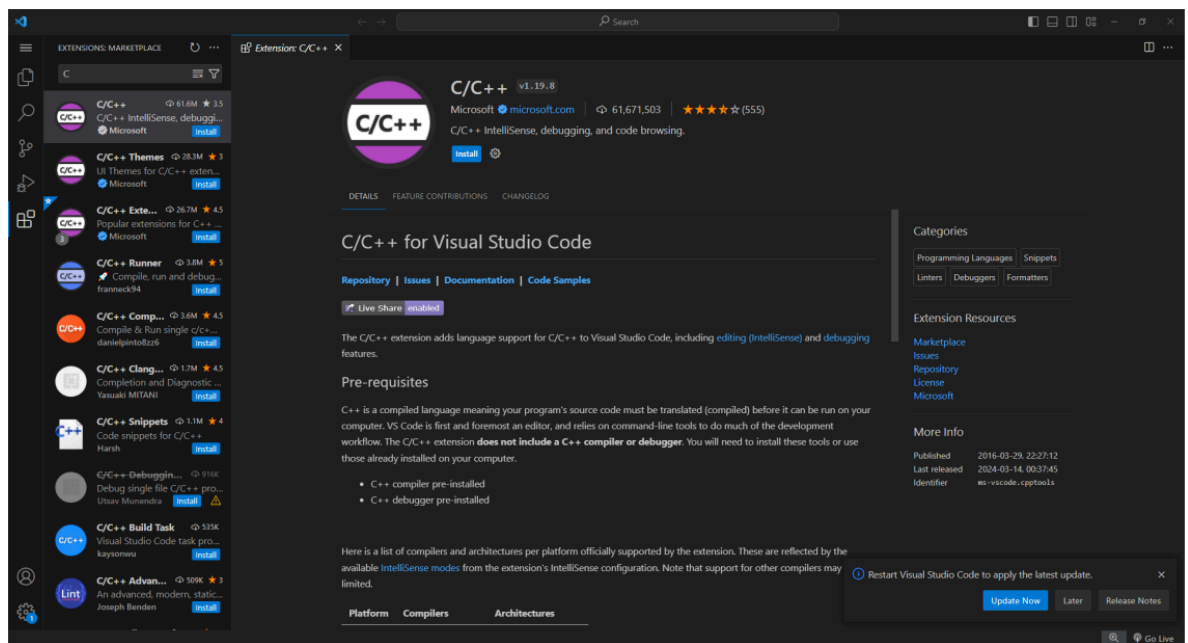 Search
EXTENSIONS: MARKETPLACE
Extension: C/C++
C
C/C++ 61.6M 3.5
C/C++ IntelliSense, debuggi...
Microsoft Install
C/C++ Themes 28.3M 3
UI Themes for C/C++ exten...
Microsoft Install
C/C++ Exte... 26.7M 4.5
Popular extensions for C++ ...
3 Microsoft Install
C/C++ Runner 3.8M 5
Compile, run and debug...
franneck94 Install
C/C++ Comp... 3.6M 4.5
Compile & Run single c/c+...
danielpinto8zz6 Install
C/C++ Clang... 1.7M 4.5
Completion and Diagnostic ...
Yasuaki MITANI Install
C/C++ Snippets 1.1M 4
Code snippets for C/C++
Harsh Install
C/C++ Debuggin... 916K
Debug single file C/C++ pro...
Utsav Munendra Install
C/C++ Build Task 535K
Visual Studio Code task pro...
kaysonwu Install
C/C++ Advan... 509K 3
An advanced, modern, static...
Joseph Benden Install
C/C++
C/C++
C/C++
C/C++
C/C++
C++
C/C++
Lint
1
C/C++
C/C++ v1.19.8
Microsoft microsoft.com 61,671,503 (555)
C/C++ IntelliSense, debugging, and code browsing.
Install
DETAILS FEATURE CONTRIBUTIONS CHANGELOG
C/C++ for Visual Studio Code
Repository | Issues | Documentation | Code Samples
Live Share enabled
The C/C++ extension adds language support for C/C++ to Visual Studio Code, including editing (IntelliSense) and debugging
features.
Pre-requisites
C++ is a compiled language meaning your program's source code must be translated (compiled) before it can be run on your
computer. VS Code is first and foremost an editor, and relies on command-line tools to do much of the development
workflow. The C/C++ extension does not include a C++ compiler or debugger. You will need to install these tools or use
those already installed on your computer.
• C++ compiler pre-installed
• C++ debugger pre-installed
Here is a list of compilers and architectures per platform officially supported by the extension. These are reflected by the
available IntelliSense modes from the extension's IntelliSense configuration. Note that support for other compilers may
limited.
Platform Compilers Architectures
Categories
Programming Languages Snippets
Linters Debuggers Formatters
Extension Resources
Marketplace
Issues
Repository
License
Microsoft
More Info
Published 2016-03-29, 22:27:12
Last released 2024-03-14, 00:37:45
Identifier ms-vscode.cpptools
Restart Visual Studio Code to apply the latest update.
Update Now Later Release Notes
Go Live